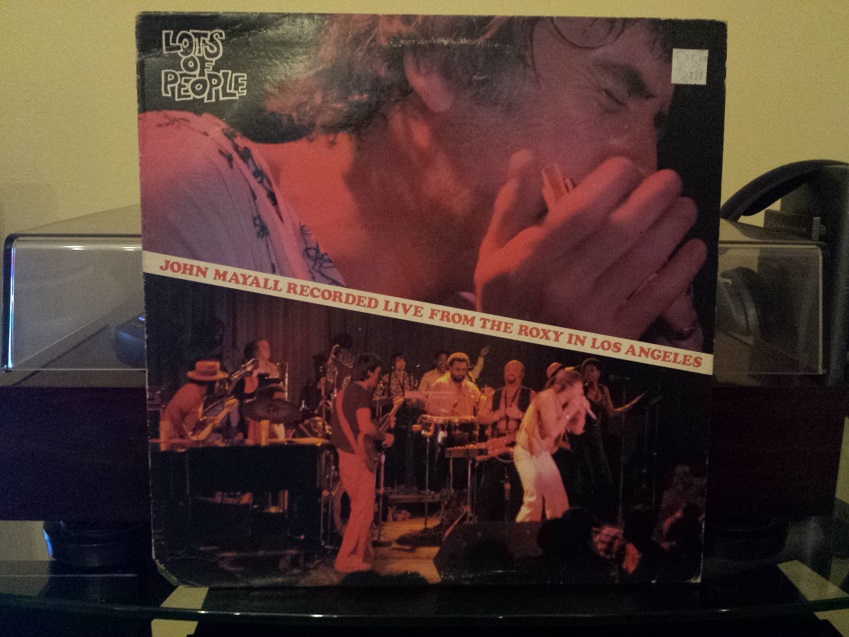 LOTS
OF
PEOPLE
JOHN MAYALL RECORDED LIVE FROM THE ROXY IN LOS ANGELES